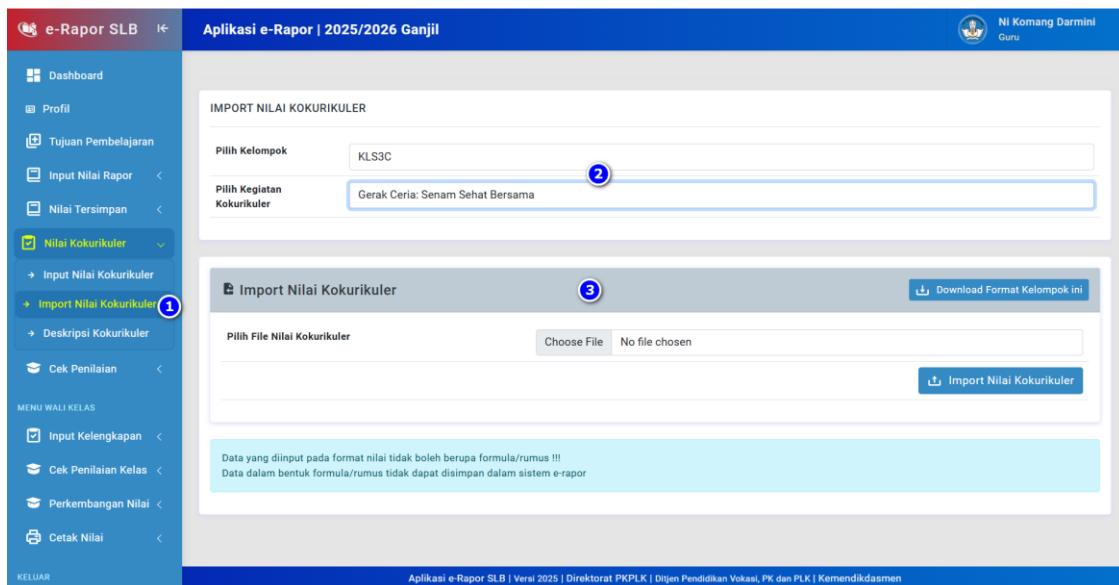 e-Rapor SLB
Aplikasi e-Rapor | 2025/2026 Ganjil
Ni Komang Darmini
Guru
Dashboard
Profil
Tujuan Pembelajaran
Input Nilai Rapor
Nilai Tersimpan
Nilai Kokurikuler
Input Nilai Kokurikuler
Import Nilai Kokurikuler
1
Deskripsi Kokurikuler
Cek Penilaian
MENU WALI KELAS
Input Kelengkapan
Cek Penilaian Kelas
Perkembangan Nilai
Cetak Nilai
KELUAR
IMPORT NILAI KOKURIKULER
Pilih Kelompok
KLS3C
2
Pilih Kegiatan
Kokurikuler
Gerak Ceria: Senam Sehat Bersama
Import Nilai Kokurikuler
3
Download Format Kelompok ini
Pilih File Nilai Kokurikuler
Choose File No file chosen
Import Nilai Kokurikuler
Data yang diinput pada format nilai tidak boleh berupa formula/rumus !!!
Data dalam bentuk formula/rumus tidak dapat disimpan dalam sistem e-rapor
Aplikasi e-Rapor SLB | Versi 2025 | Direktorat PKPLK | Ditjen Pendidikan Vokasi, PK dan PLK | Kemendikdasmen